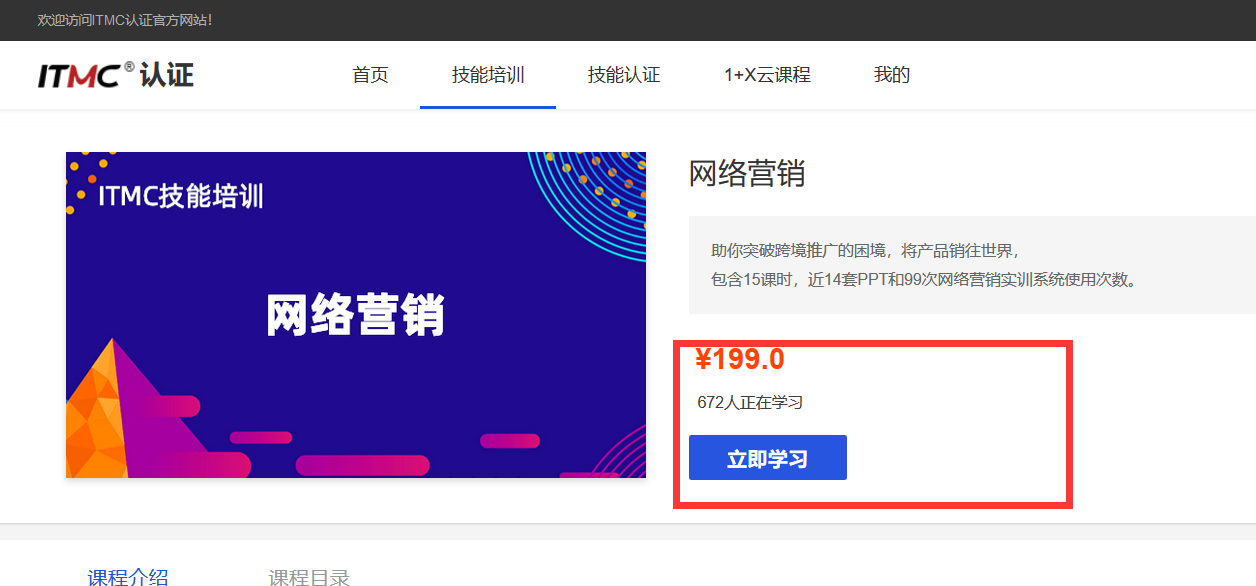 欢迎访问ITMC认证官方网站！
ITMC®认证
首页 技能培训 技能认证 1+X云课程 我的
ITMC技能培训
网络营销
网络营销
助你突破跨境推广的困境，将产品销往世界，
包含15课时，近14套PPT和99次网络营销实训系统使用次数。
¥199.0
672人正在学习
立即学习
课程介绍 课程目录